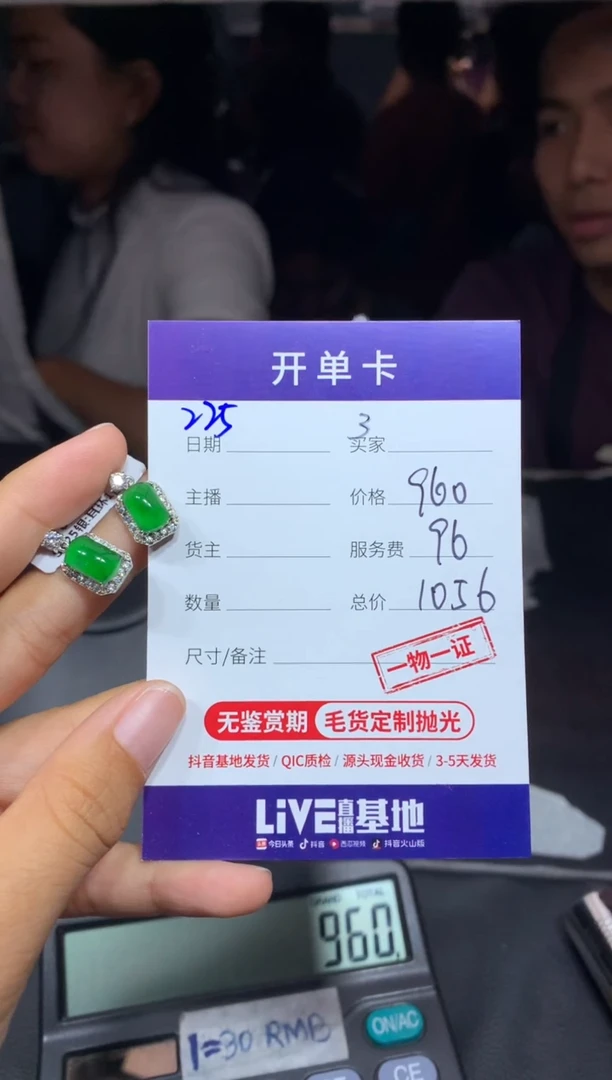 开单卡
225
3
日期
买家
主播
价格 960
货主
服务费 96
数量
总价 1056
尺寸/备注
一物一证
无鉴赏期 毛货定制抛光
抖音基地发货 / QIC质检 / 源头现金收货 / 3-5天发货
LiVE直播基地
今日头条 抖音 西瓜视频 抖音火山版
GRAND TOTAL
960.
1=30 RMB
ON/AC
CE